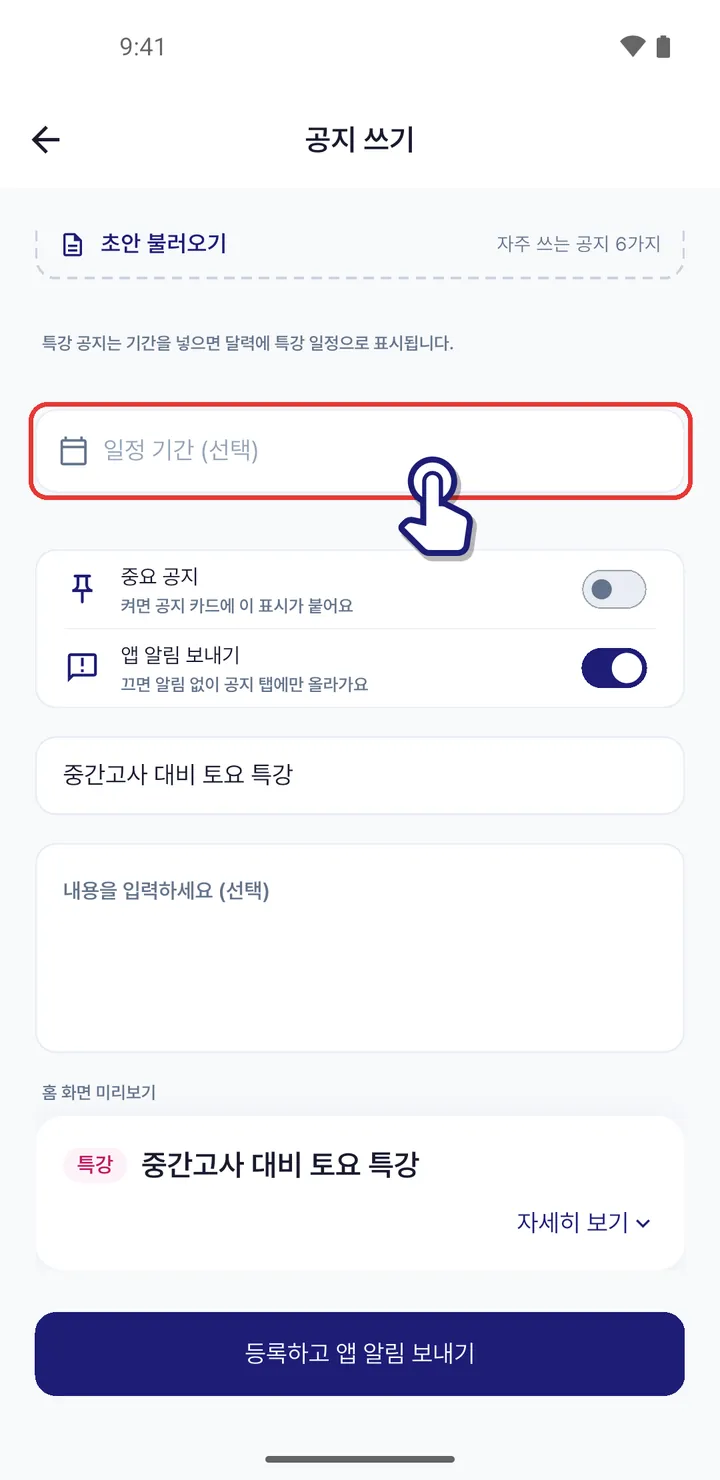 9:41
공지 쓰기
초안 불러오기 자주 쓰는 공지 6가지
특강 공지는 기간을 넣으면 달력에 특강 일정으로 표시됩니다.
일정 기간 (선택)
중요 공지
켜면 공지 카드에 이 표시가 붙어요
앱 알림 보내기
끄면 알림 없이 공지 탭에만 올라가요
중간고사 대비 토요 특강
내용을 입력하세요 (선택)
홈 화면 미리보기
특강 중간고사 대비 토요 특강
자세히 보기
등록하고 앱 알림 보내기